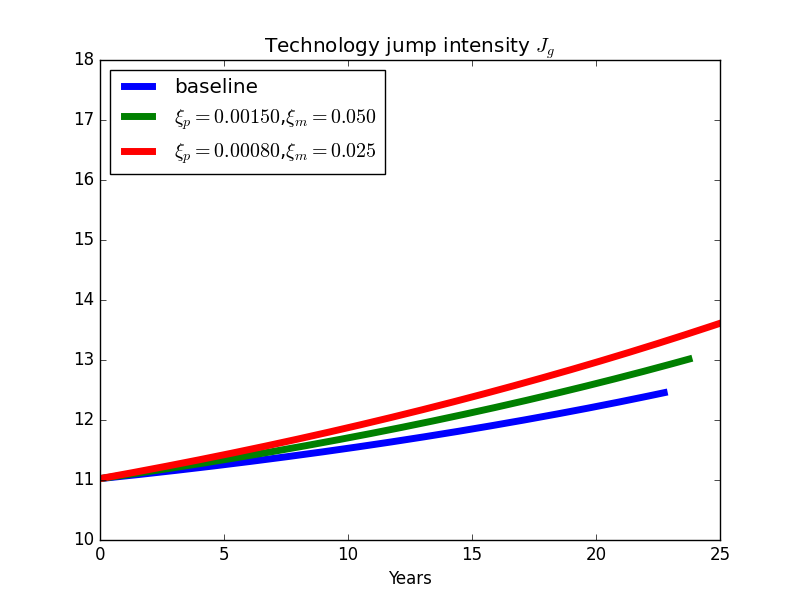 Technology jump intensity $J_g$
18
17
16
15
14
13
12
11
10
baseline
$\xi_p = 0.00150, \xi_m = 0.050$
$\xi_p = 0.00080, \xi_m = 0.025$
0 5 10 15 20 25
Years